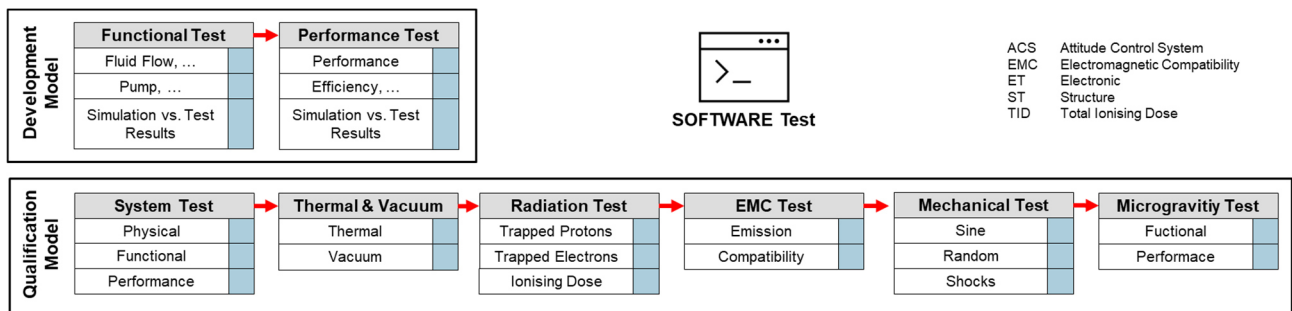 Development
Model
Functional Test
Fluid Flow, ...
Pump, ...
Simulation vs. Test
Results
Performance Test
Performance
Efficiency, ...
Simulation vs. Test
Results
>_
SOFTWARE Test
ACS Attitude Control System
EMC Electromagnetic Compatibility
ET Electronic
ST Structure
TID Total Ionising Dose
Qualification
Model
System Test
Physical
Functional
Performance
Thermal & Vacuum
Thermal
Vacuum
Radiation Test
Trapped Protons
Trapped Electrons
Ionising Dose
EMC Test
Emission
Compatibility
Mechanical Test
Sine
Random
Shocks
Microgravitiy Test
Fuctional
Performace